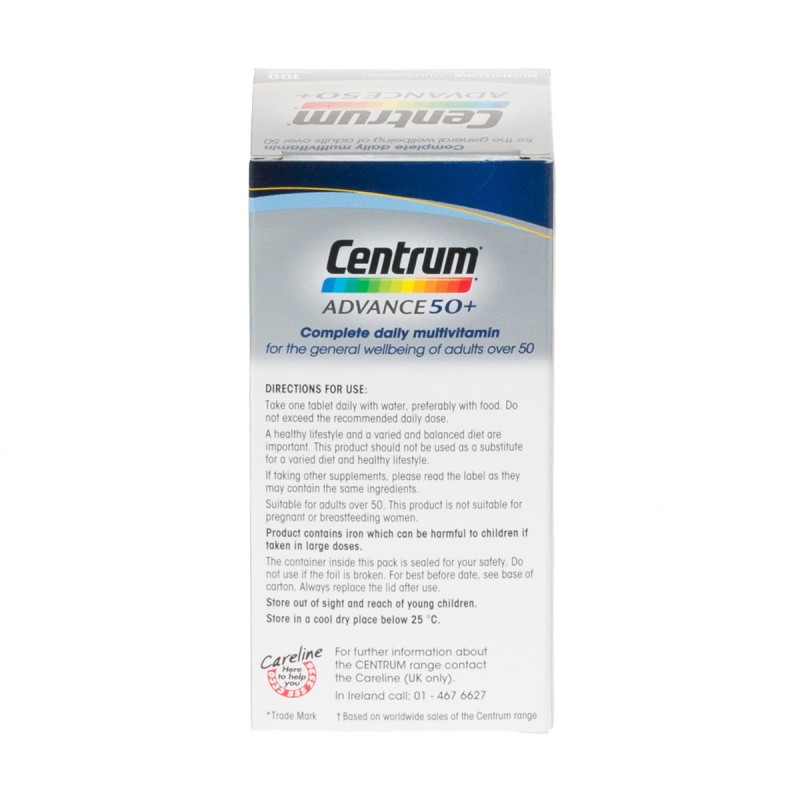 100
ADVANCE 50+
Centrum
for the general wellbeing of adults over 50
Complete daily multivitamin
Centrum*
ADVANCE 50+
Complete daily multivitamin
for the general wellbeing of adults over 50
DIRECTIONS FOR USE:
Take one tablet daily with water, preferably with food. Do
not exceed the recommended daily dose.
A healthy lifestyle and a varied and balanced diet are
important. This product should not be used as a substitute
for a varied diet and healthy lifestyle.
If taking other supplements, please read the label as they
may contain the same ingredients.
Suitable for adults over 50. This product is not suitable for
pregnant or breastfeeding women.
Product contains iron which can be harmful to children if
taken in large doses.
The container inside this pack is sealed for your safety. Do
not use if the foil is broken. For best before date, see base of
carton. Always replace the lid after use.
Store out of sight and reach of young children.
Store in a cool dry place below 25 °C.
Careline
Here
to help
you
For further information about
the CENTRUM range contact
the Careline (UK only).
In Ireland call: 01 - 467 6627
*Trade Mark
† Based on worldwide sales of the Centrum range